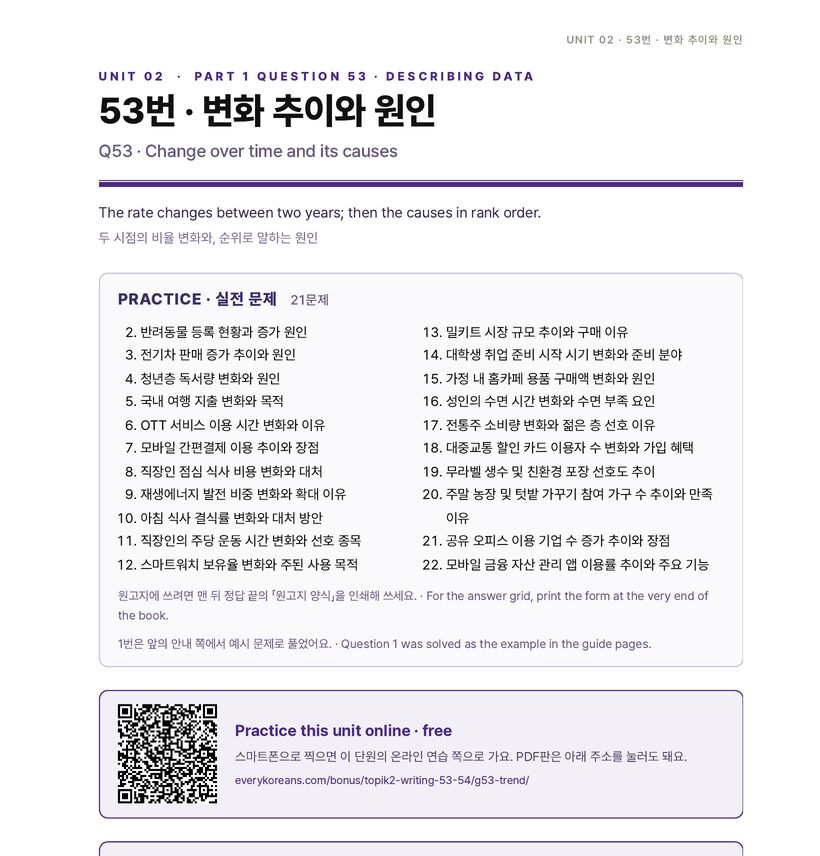 UNIT 02 · 53번 · 변화 추이와 원인
UNIT 02 · PART 1 QUESTION 53 · DESCRIBING DATA
53번 · 변화 추이와 원인
Q53 · Change over time and its causes
The rate changes between two years; then the causes in rank order.
두 시점의 비율 변화와, 순위로 말하는 원인
PRACTICE · 실전 문제 21문제
2. 반려동물 등록 현황과 증가 원인
3. 전기차 판매 증가 추이와 원인
4. 청년층 독서량 변화와 원인
5. 국내 여행 지출 변화와 목적
6. OTT 서비스 이용 시간 변화와 이유
7. 모바일 간편결제 이용 추이와 장점
8. 직장인 점심 식사 비용 변화와 대처
9. 재생에너지 발전 비중 변화와 확대 이유
10. 아침 식사 결식률 변화와 대처 방안
11. 직장인의 주당 운동 시간 변화와 선호 종목
12. 스마트워치 보유율 변화와 주된 사용 목적
13. 밀키트 시장 규모 추이와 구매 이유
14. 대학생 취업 준비 시작 시기 변화와 준비 분야
15. 가정 내 홈카페 용품 구매액 변화와 원인
16. 성인의 수면 시간 변화와 수면 부족 요인
17. 전통주 소비량 변화와 젊은 층 선호 이유
18. 대중교통 할인 카드 이용자 수 변화와 가입 혜택
19. 무라벨 생수 및 친환경 포장 선호도 추이
20. 주말 농장 및 텃밭 가꾸기 참여 가구 수 추이와 만족
이유
21. 공유 오피스 이용 기업 수 증가 추이와 장점
22. 모바일 금융 자산 관리 앱 이용률 추이와 주요 기능
원고지에 쓰려면 맨 뒤 정답 끝의 「원고지 양식」을 인쇄해 쓰세요. · For the answer grid, print the form at the very end of
the book.
1번은 앞의 안내 쪽에서 예시 문제로 풀었어요. · Question 1 was solved as the example in the guide pages.
Practice this unit online · free
스마트폰으로 찍으면 이 단원의 온라인 연습 쪽으로 가요. PDF판은 아래 주소를 눌러도 돼요.
everykoreans.com/bonus/topik2-writing-53-54/g53-trend/